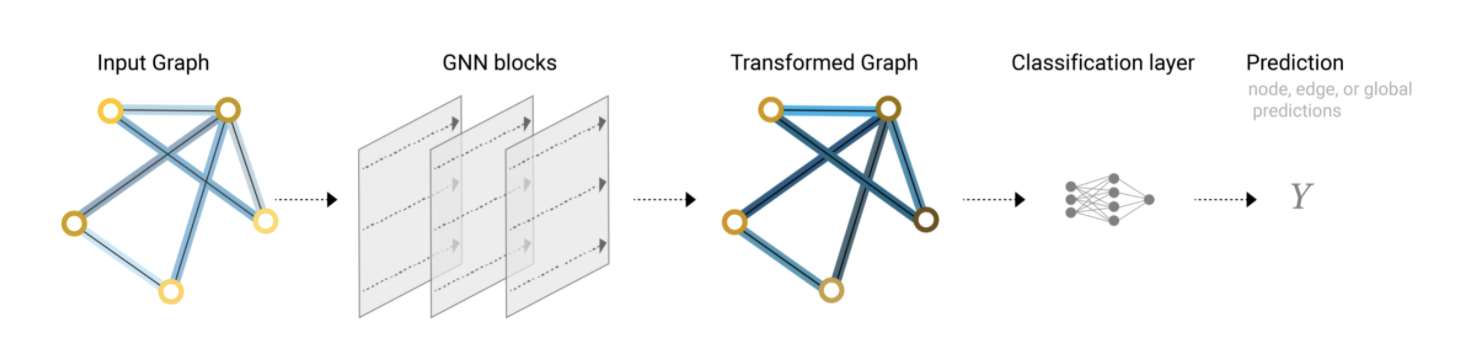 Input Graph
GNN blocks
Transformed Graph
Classification layer
Prediction
node, edge, or global
predictions
Y